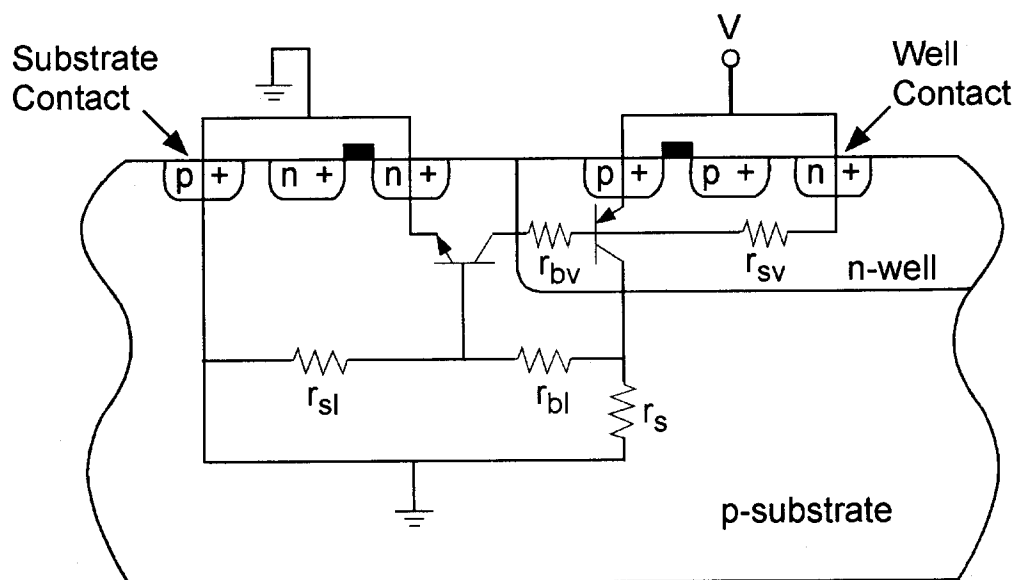 V
Substrate
Contact
Well
Contact
p + n + n + p + p + n +
r_bv r_sv
n-well
r_sl r_bl
r_s
p-substrate